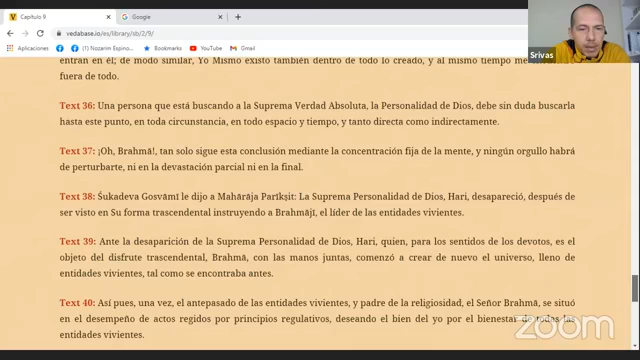 Capítulo 9
Google
vedabase.io/es/library/sb/2/9/
Aplicaciones
(1) Nozarim Espino...
Bookmarks
YouTube
Gmail
Srivas
entran en él; de modo similar, Yo Mismo existo también dentro de todo lo creado, y al mismo tiempo me
fuera de todo.
Text 36: Una persona que está buscando a la Suprema Verdad Absoluta, la Personalidad de Dios, debe sin duda buscarla
hasta este punto, en toda circunstancia, en todo espacio y tiempo, y tanto directa como indirectamente.
Text 37: ¡Oh, Brahmā!, tan solo sigue esta conclusión mediante la concentración fija de la mente, y ningún orgullo habrá
de perturbarte, ni en la devastación parcial ni en la final.
Text 38: Śukadeva Gosvāmī le dijo a Mahārāja Parīkṣit: La Suprema Personalidad de Dios, Hari, desapareció, después de
ser visto en Su forma trascendental instruyendo a Brahmājī, el líder de las entidades vivientes.
Text 39: Ante la desaparición de la Suprema Personalidad de Dios, Hari, quien, para los sentidos de los devotos, es el
objeto del disfrute trascendental, Brahmā, con las manos juntas, comenzó a crear de nuevo el universo, lleno de
entidades vivientes, tal como se encontraba antes.
Text 40: Así pues, una vez, el antepasado de las entidades vivientes, y padre de la religiosidad, el Señor Brahmā, se situó
en el desempeño de actos regidos por principios regulativos, deseando el bien del yo por el bienestar de todas las
entidades vivientes.
zoom